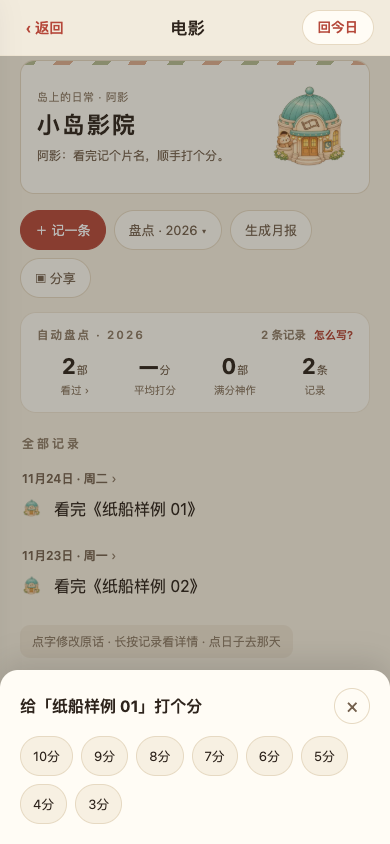 ‹ 返回
电影
回今日
岛上的日常 · 阿影
小岛影院
阿影：看完记个片名，顺手打个分。
＋ 记一条
盘点 · 2026 ▾
生成月报
▣ 分享
自动盘点 · 2026
2 条记录 怎么写?
2部
一分
0部
2条
看过 ›
平均打分
满分神作
记录
全部记录
11月24日 · 周二 ›
看完《纸船样例 01》
11月23日 · 周一 ›
看完《纸船样例 02》
点字修改原话 · 长按记录看详情 · 点日子去那天
给「纸船样例 01」打个分
×
10分
9分
8分
7分
6分
5分
4分
3分